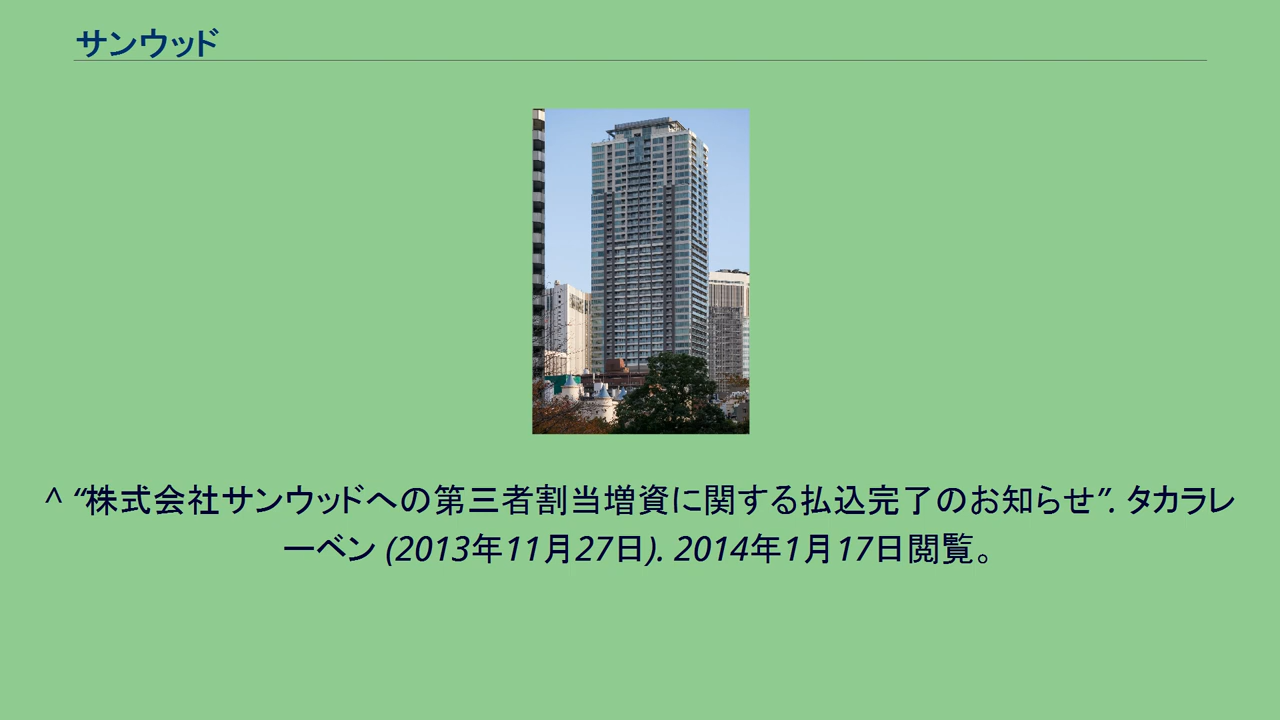 サンウッド
^ “株式会社サンウッドへの第三者割当増資に関する払込完了のお知らせ”. タカラレ
ーベン (2013年11月27日). 2014年1月17日閲覧。